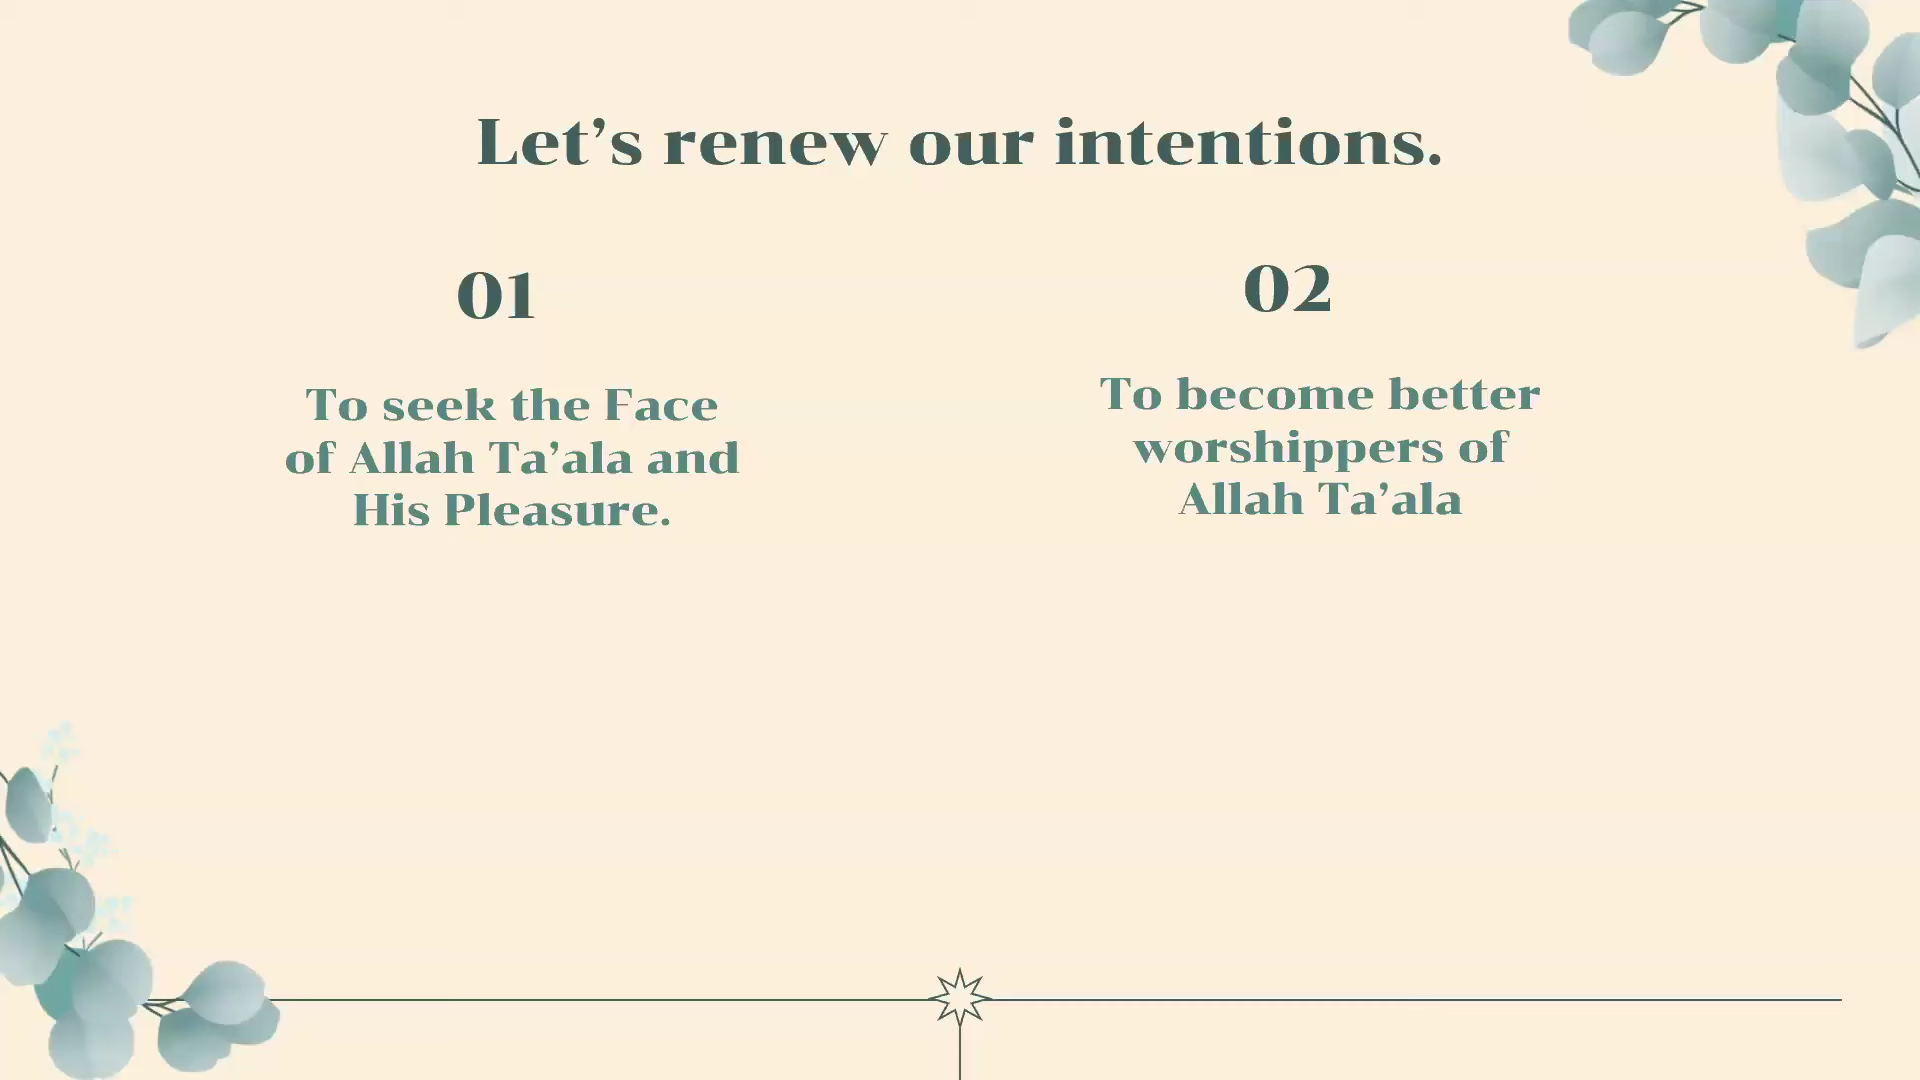 Let’s renew our intentions.
01
To seek the Face
of Allah Ta’ala and
His Pleasure.
02
To become better
worshippers of
Allah Ta’ala